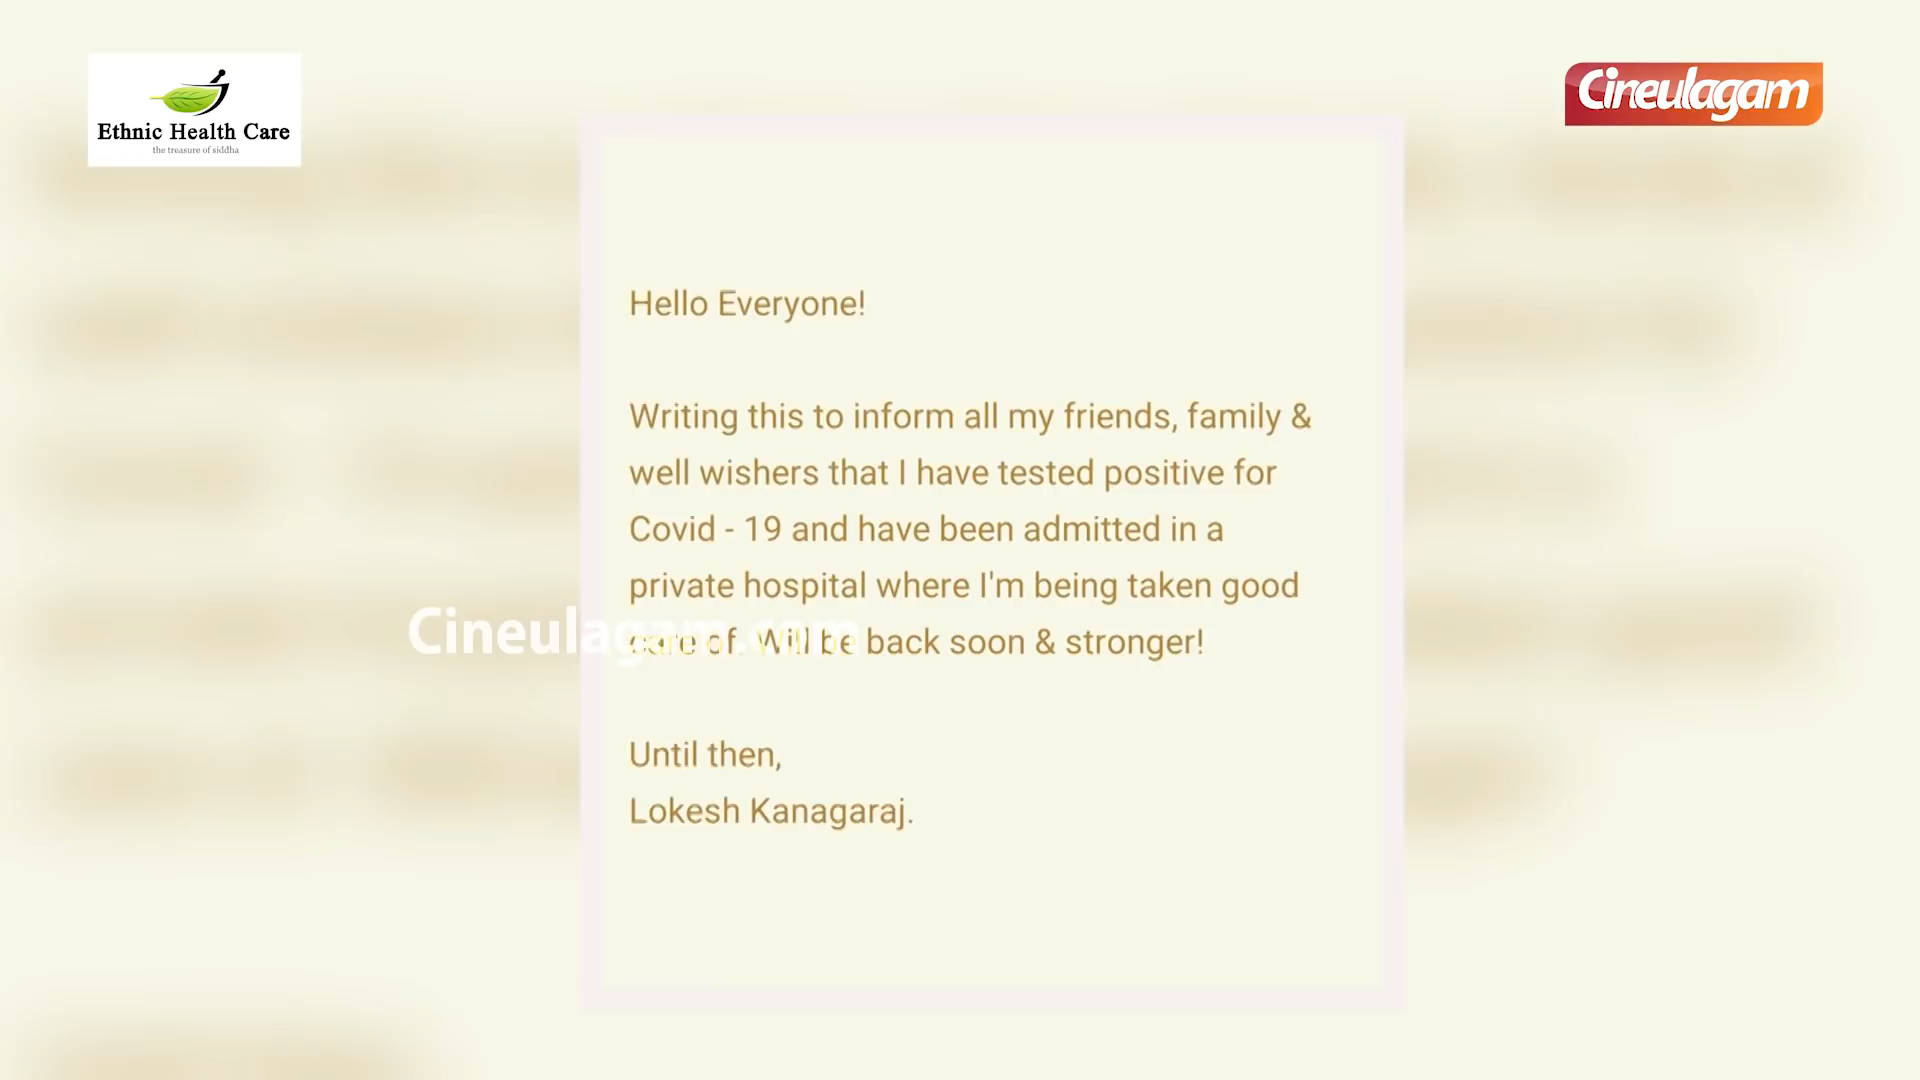 Ethnic Health Care
the treasure of siddha
Cineulagam
Hello Everyone!
Writing this to inform all my friends, family &
well wishers that I have tested positive for
Covid - 19 and have been admitted in a
private hospital where I'm being taken good
care of. Will be back soon & stronger!
Cineulagam.com
Until then,
Lokesh Kanagaraj.